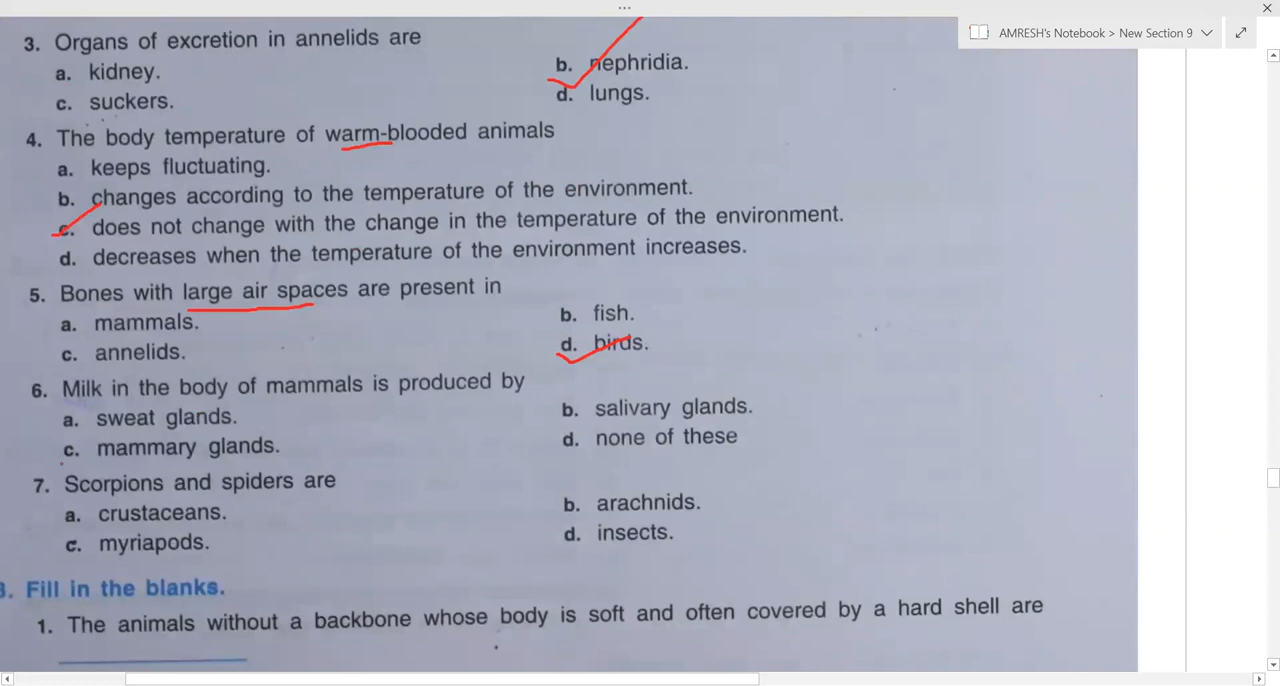 ...
AMRESH's Notebook > New Section 9
3. Organs of excretion in annelids are
a. kidney.
b. nephridia.
c. suckers.
d. lungs.
4. The body temperature of warm-blooded animals
a. keeps fluctuating.
b. changes according to the temperature of the environment.
c. does not change with the change in the temperature of the environment.
d. decreases when the temperature of the environment increases.
5. Bones with large air spaces are present in
a. mammals.
b. fish.
c. annelids.
d. birds.
6. Milk in the body of mammals is produced by
a. sweat glands.
b. salivary glands.
c. mammary glands.
d. none of these
7. Scorpions and spiders are
a. crustaceans.
b. arachnids.
c. myriapods.
d. insects.
B. Fill in the blanks.
1. The animals without a backbone whose body is soft and often covered by a hard shell are